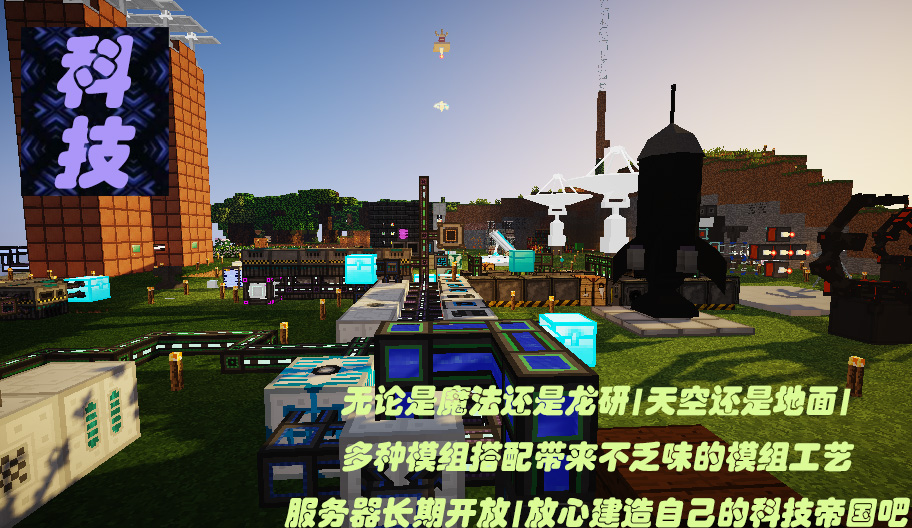 科
技
无论是魔法还是龙研|天空还是地面|
多种模组搭配带来不乏味的模组工艺
服务器长期开放|放心建造自己的科技帝国吧